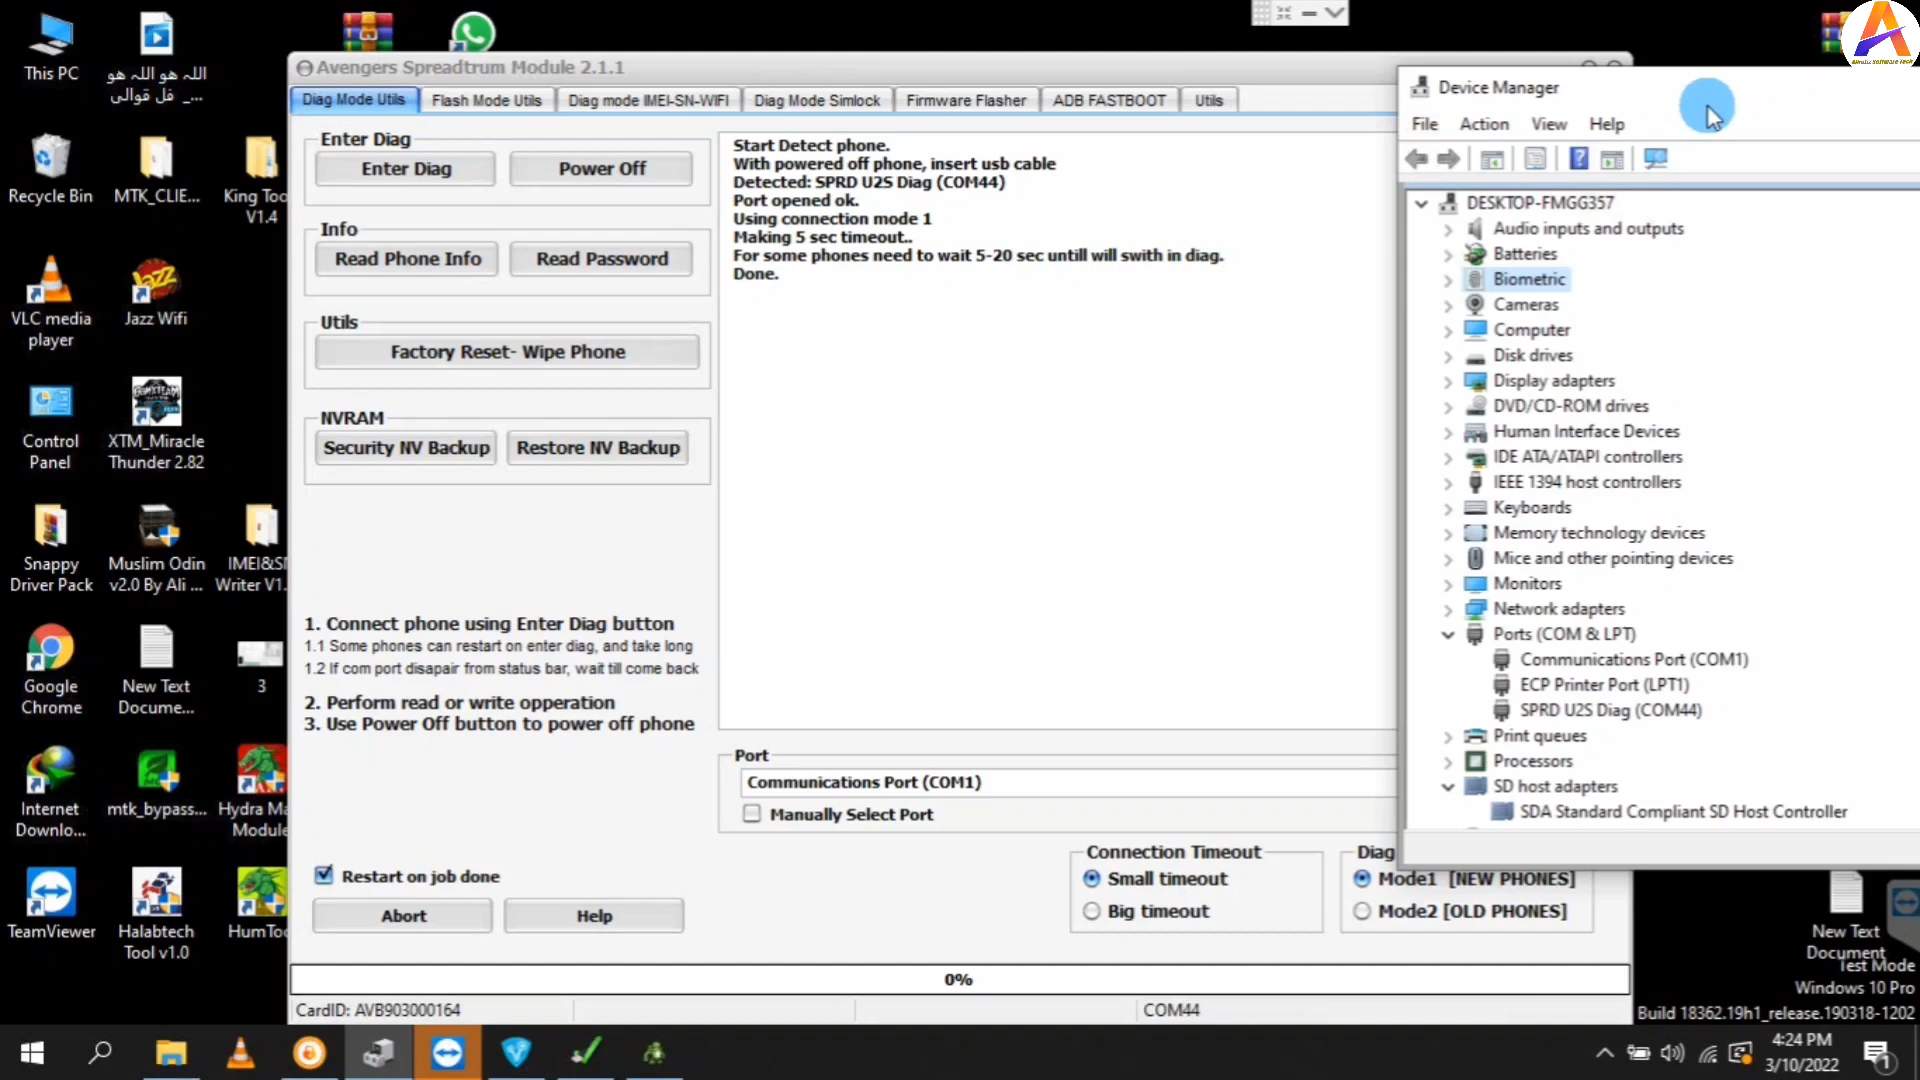 This PC
الله هو الله هو
_ فل قوالی ...
Recycle Bin
MTK_CLIE...
King Too
V1.4
VLC media
player
Jazz Wifi
Control
Panel
XTM_Miracle
Thunder 2.82
Snappy
Driver Pack
Muslim Odin
v2.0 By Ali ...
IMEI&SN
Writer V1.
Google
Chrome
New Text
Docume...
3
Internet
Downlo...
mtk_bypass...
Hydra Ma
Module
TeamViewer
Halabtech
Tool v1.0
HumToo
Avengers Spreadtrum Module 2.1.1
Diag Mode Utils
Flash Mode Utils
Diag mode IMEI-SN-WIFI
Diag Mode Simlock
Firmware Flasher
ADB FASTBOOT
Utils
Enter Diag
Enter Diag
Power Off
Info
Read Phone Info
Read Password
Utils
Factory Reset- Wipe Phone
NVRAM
Security NV Backup
Restore NV Backup
1. Connect phone using Enter Diag button
1.1 Some phones can restart on enter diag, and take long
1.2 If com port disapair from status bar, wait till come back
2. Perform read or write opperation
3. Use Power Off button to power off phone
Restart on job done
Abort
Help
Start Detect phone.
With powered off phone, insert usb cable
Detected: SPRD U2S Diag (COM44)
Port opened ok.
Using connection mode 1
Making 5 sec timeout..
For some phones need to wait 5-20 sec untill will swith in diag.
Done.
Port
Communications Port (COM1)
Manually Select Port
Connection Timeout
Small timeout
Big timeout
Diag
Mode1 [NEW PHONES]
Mode2 [OLD PHONES]
0%
CardID: AVB903000164
COM44
Device Manager
File
Action
View
Help
DESKTOP-FMGG357
Audio inputs and outputs
Batteries
Biometric
Cameras
Computer
Disk drives
Display adapters
DVD/CD-ROM drives
Human Interface Devices
IDE ATA/ATAPI controllers
IEEE 1394 host controllers
Keyboards
Memory technology devices
Mice and other pointing devices
Monitors
Network adapters
Ports (COM & LPT)
Communications Port (COM1)
ECP Printer Port (LPT1)
SPRD U2S Diag (COM44)
Print queues
Processors
SD host adapters
SDA Standard Compliant SD Host Controller
New Text
Document
Test Mode
Windows 10 Pro
Build 18362.19h1_release.190318-1202
4:24 PM
3/10/2022
1